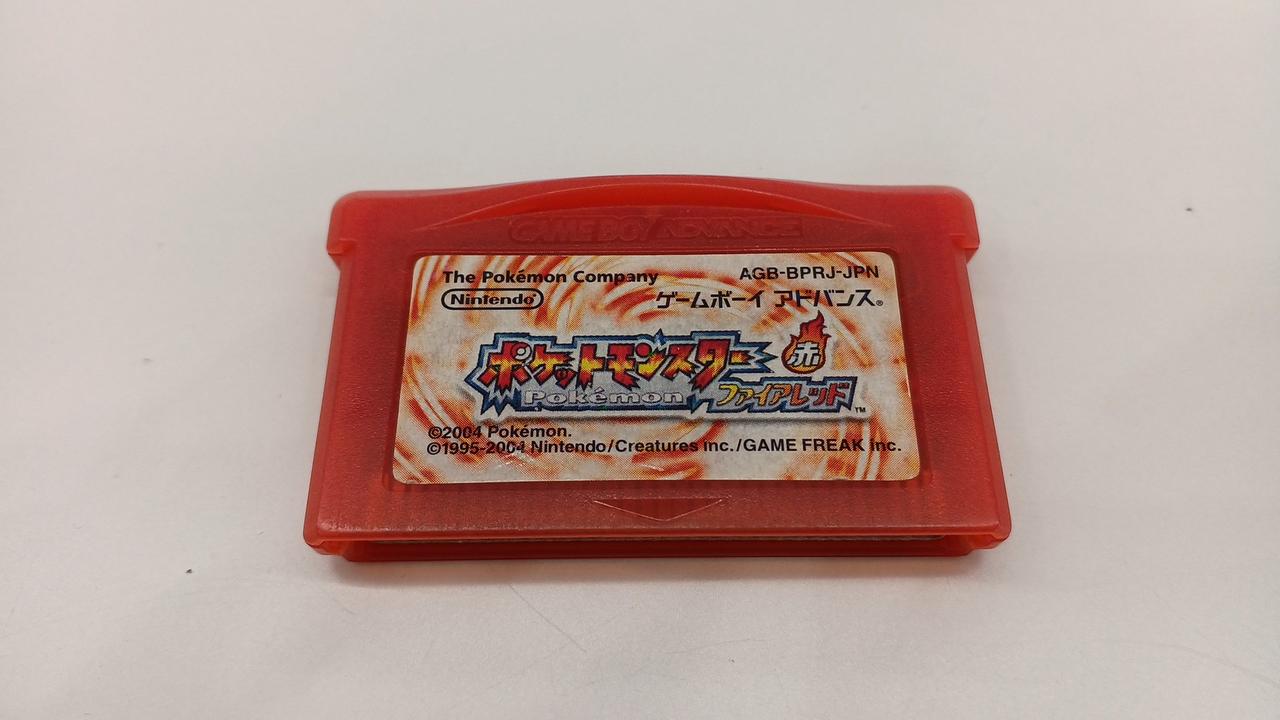 GAME BOY ADVANCE
The Pokémon Company AGB-BPRJ-JPN
Nintendo® ゲームボーイ アドバンス®
ポケットモンスター 赤
Pokémon ファイアレッド™
©2004 Pokémon.
©1995-2004 Nintendo/Creatures inc./GAME FREAK inc.